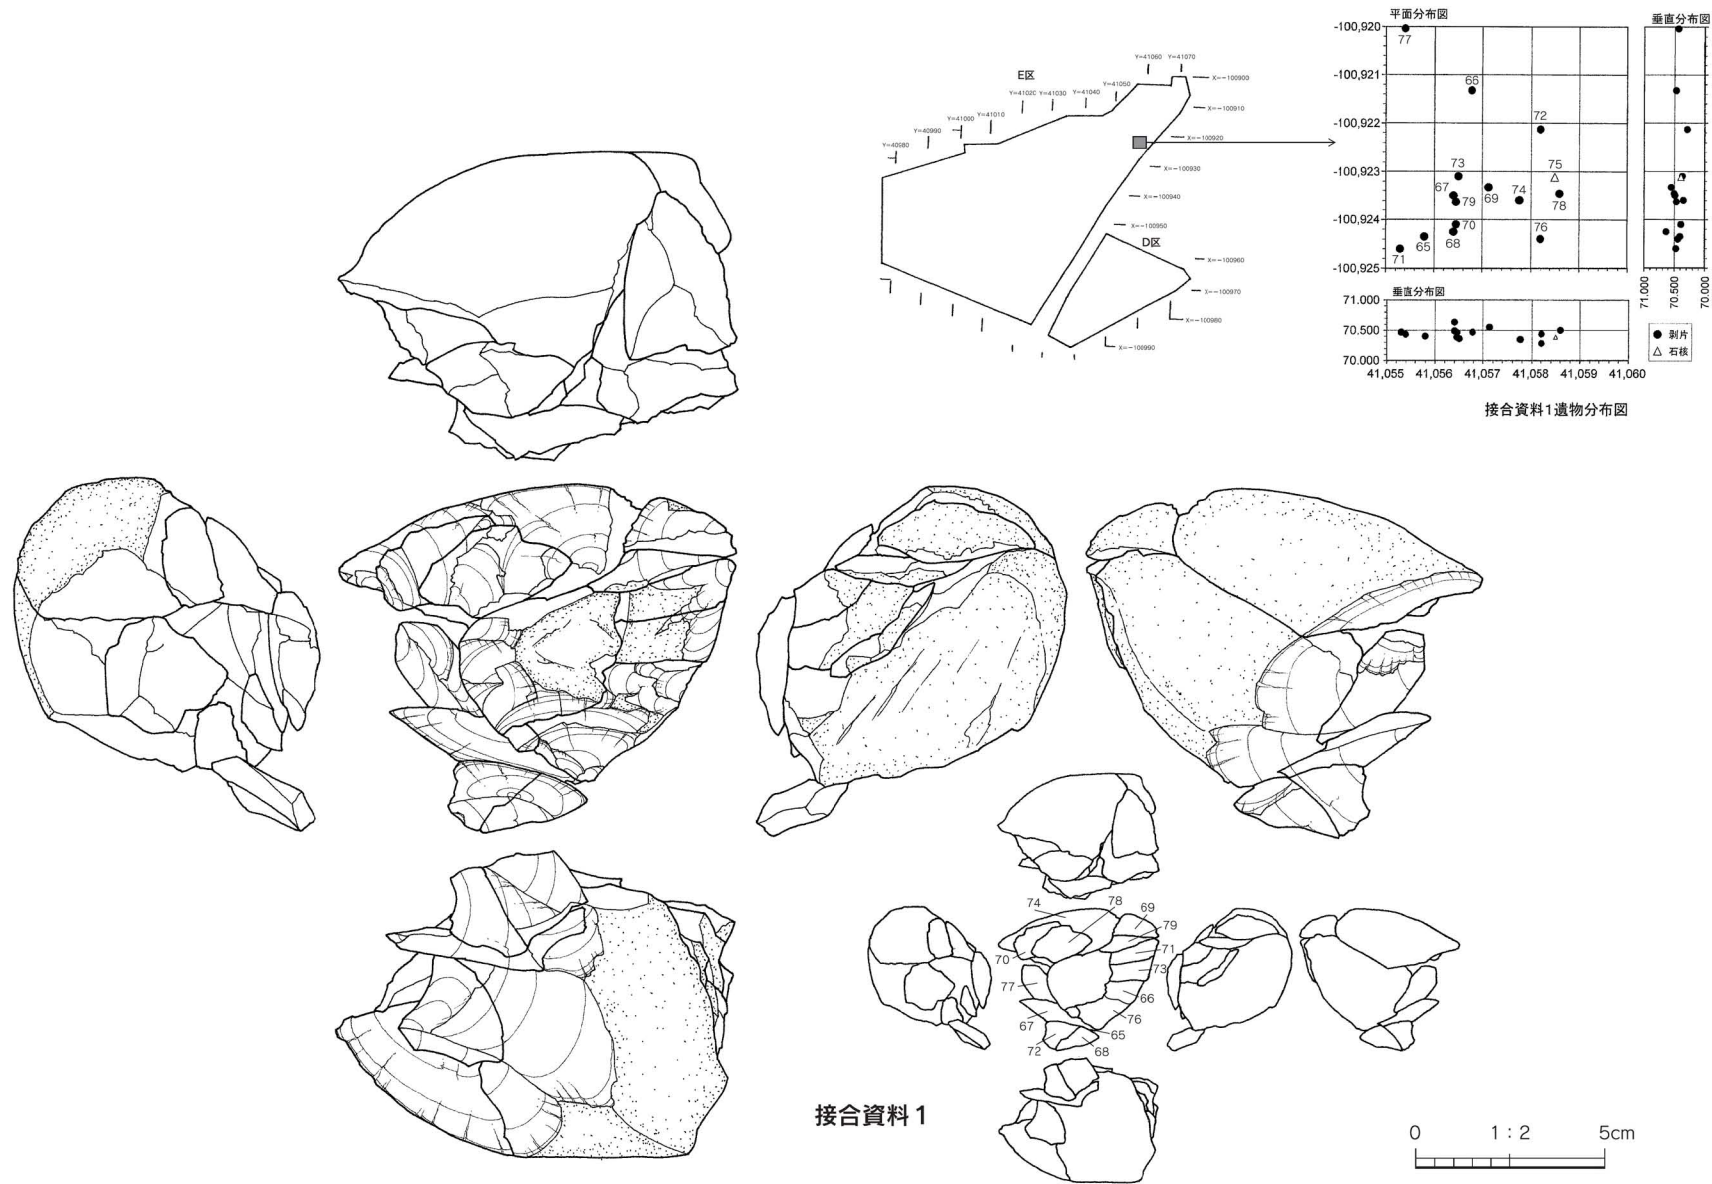 平面分布図
垂直分布図
-100,920
-100,921
-100,922
-100,923
-100,924
-100,925
77
66
72
73
75
67
79
69
74
78
70
68
65
71
76
71.000
70.500
70.000
垂直分布図
71.000
70.500
70.000
41,055 41,056 41,057 41,058 41,059 41,060
● 剥片
△ 石核
接合資料1遺物分布図
E区
Y=40980
Y=40990
Y=41000
Y=41010
Y=41020
Y=41030
Y=41040
Y=41050
Y=41060
Y=41070
X=-100900
X=-100910
X=-100920
X=-100930
X=-100940
X=-100950
D区
X=-100960
X=-100970
X=-100980
X=-100990
74
78
69
79
71
73
70
77
66
67
76
65
72
68
接合資料1
0 1:2 5cm